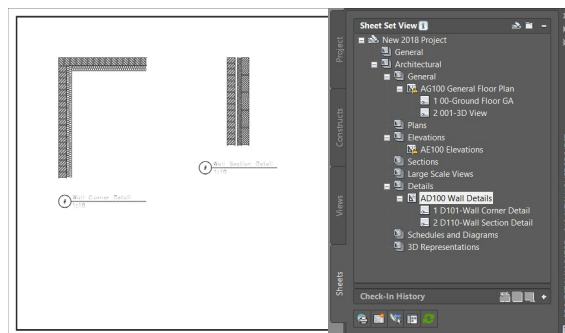 Wall Corner Detail
1:10
Wall Section Detail
1:10
Project
Constructs
Views
Sheets
Sheet Set View
New 2018 Project
General
Architectural
General
AG100 General Floor Plan
1 00-Ground Floor GA
2 001-3D View
Plans
Elevations
AE100 Elevations
Sections
Large Scale Views
Details
AD100 Wall Details
1 D101-Wall Corner Detail
2 D110-Wall Section Detail
Schedules and Diagrams
3D Representations
Check-In History